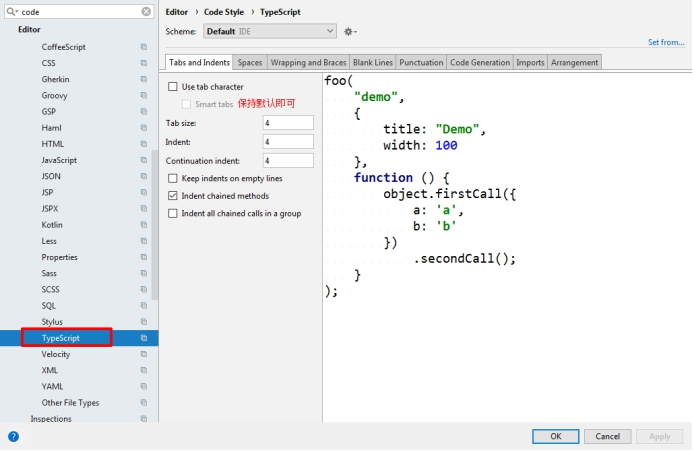 code
Editor
CoffeeScript
CSS
Gherkin
Groovy
GSP
Haml
HTML
JavaScript
JSON
JSP
JSPX
Kotlin
Less
Properties
Sass
SCSS
SQL
Stylus
TypeScript
Velocity
XML
YAML
Other File Types
Inspections
Editor › Code Style › TypeScript
Scheme: Default IDE
Set from...
Tabs and Indents Spaces Wrapping and Braces Blank Lines Punctuation Code Generation Imports Arrangement
Use tab character
Smart tabs 保持默认即可
Tab size: 4
Indent: 4
Continuation indent: 4
Keep indents on empty lines
Indent chained methods
Indent all chained calls in a group
foo(
"demo",
{
title: "Demo",
width: 100
},
function () {
object.firstCall({
a: 'a',
b: 'b'
})
.secondCall();
}
);
?
OK Cancel Apply